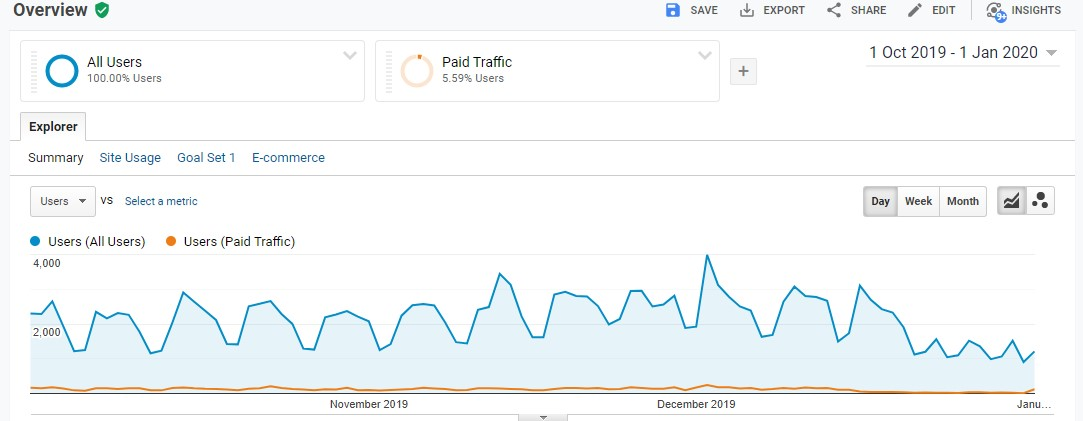 Overview SAVE EXPORT SHARE EDIT 9+ INSIGHTS
All Users
100.00% Users
Paid Traffic
5.59% Users
+
1 Oct 2019 - 1 Jan 2020
Explorer
Summary Site Usage Goal Set 1 E-commerce
Users vs Select a metric Day Week Month
Users (All Users) Users (Paid Traffic)
4,000
2,000
November 2019 December 2019 Janu...